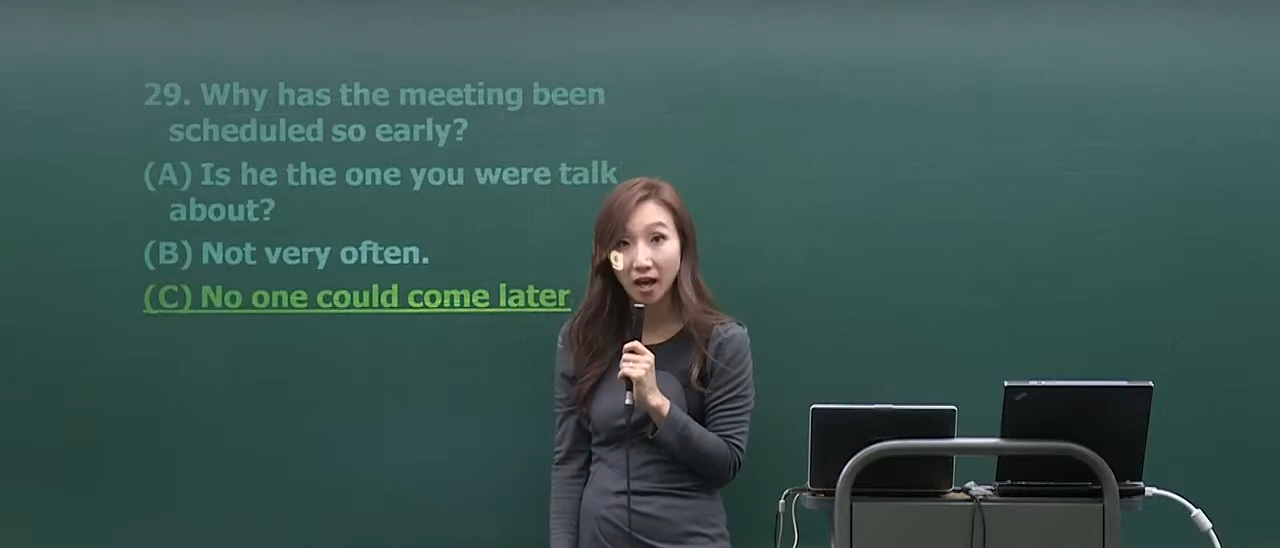 29. Why has the meeting been
scheduled so early?
(A) Is he the one you were talk
about?
(B) Not very often.
(C) No one could come later